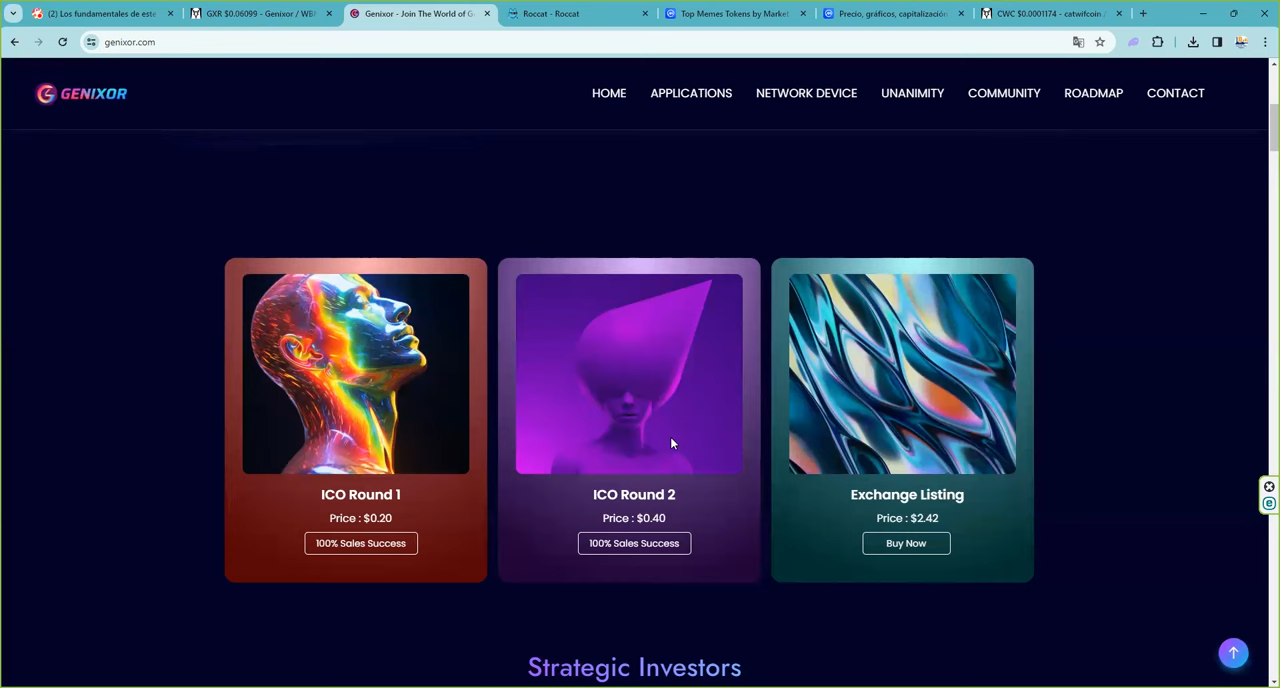 (2) Los fundamentales de este
GXR $0.06099 - Genixor / WBN
Genixor - Join The World of G
Roccat - Roccat
Top Memes Tokens by Market
Precio, gráficos, capitalización
CWC $0.0001174 - catwifcoin /
genixor.com
GENIXOR
HOME
APPLICATIONS
NETWORK DEVICE
UNANIMITY
COMMUNITY
ROADMAP
CONTACT
ICO Round 1
Price : $0.20
100% Sales Success
ICO Round 2
Price : $0.40
100% Sales Success
Exchange Listing
Price : $2.42
Buy Now
Strategic Investors